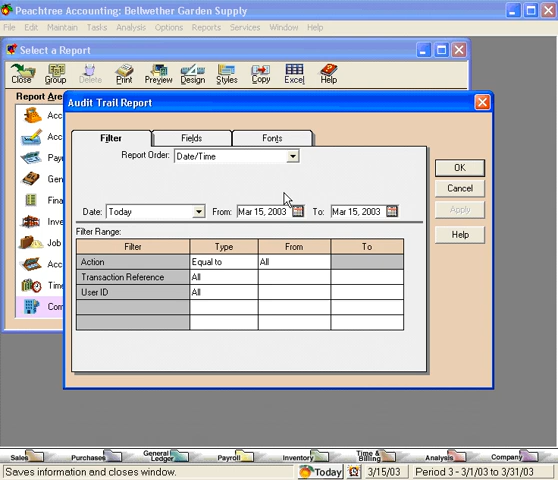 Peachtree Accounting: Bellwether Garden Supply
File Edit Maintain Tasks Analysis Options Reports Services Window Help
Select a Report
Close Group Delete Print Preview Design Styles Copy Excel Help
Report Are
Acc
Acc
Pay
Gen
Fina
Inve
Job
Acc
Time
Com
Audit Trail Report
Filter Fields Fonts
Report Order: Date/Time
OK
Cancel
Apply
Help
Date: Today From: Mar 15, 2003 To: Mar 15, 2003
Filter Range:
Filter Type From To
Action Equal to All
Transaction Reference All
User ID All
Sales Purchases General Ledger Payroll Inventory Time & Billing Analysis Company
Saves information and closes window. Today 3/15/03 Period 3 - 3/1/03 to 3/31/03